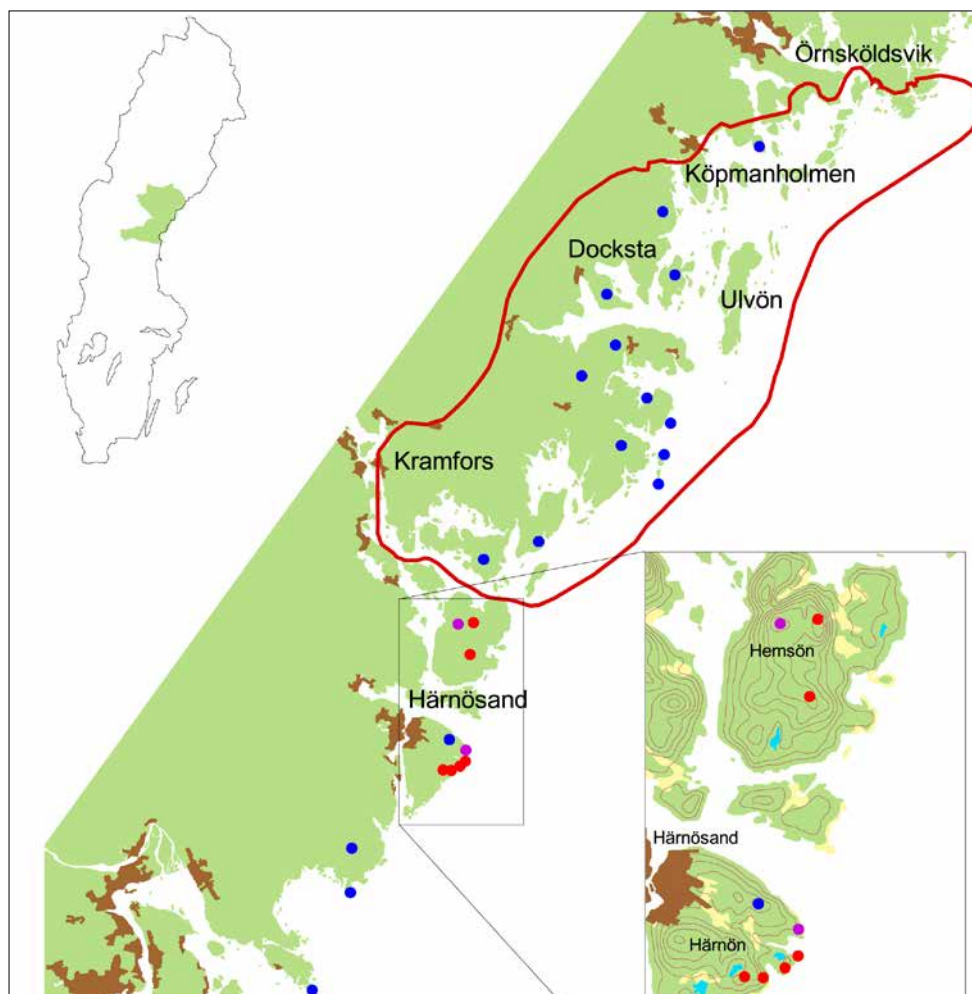 Örnsköldsvik
Köpmanholmen
Docksta
Ulvön
Kramfors
Härnösand
Hemsön
Härnösand
Härnön